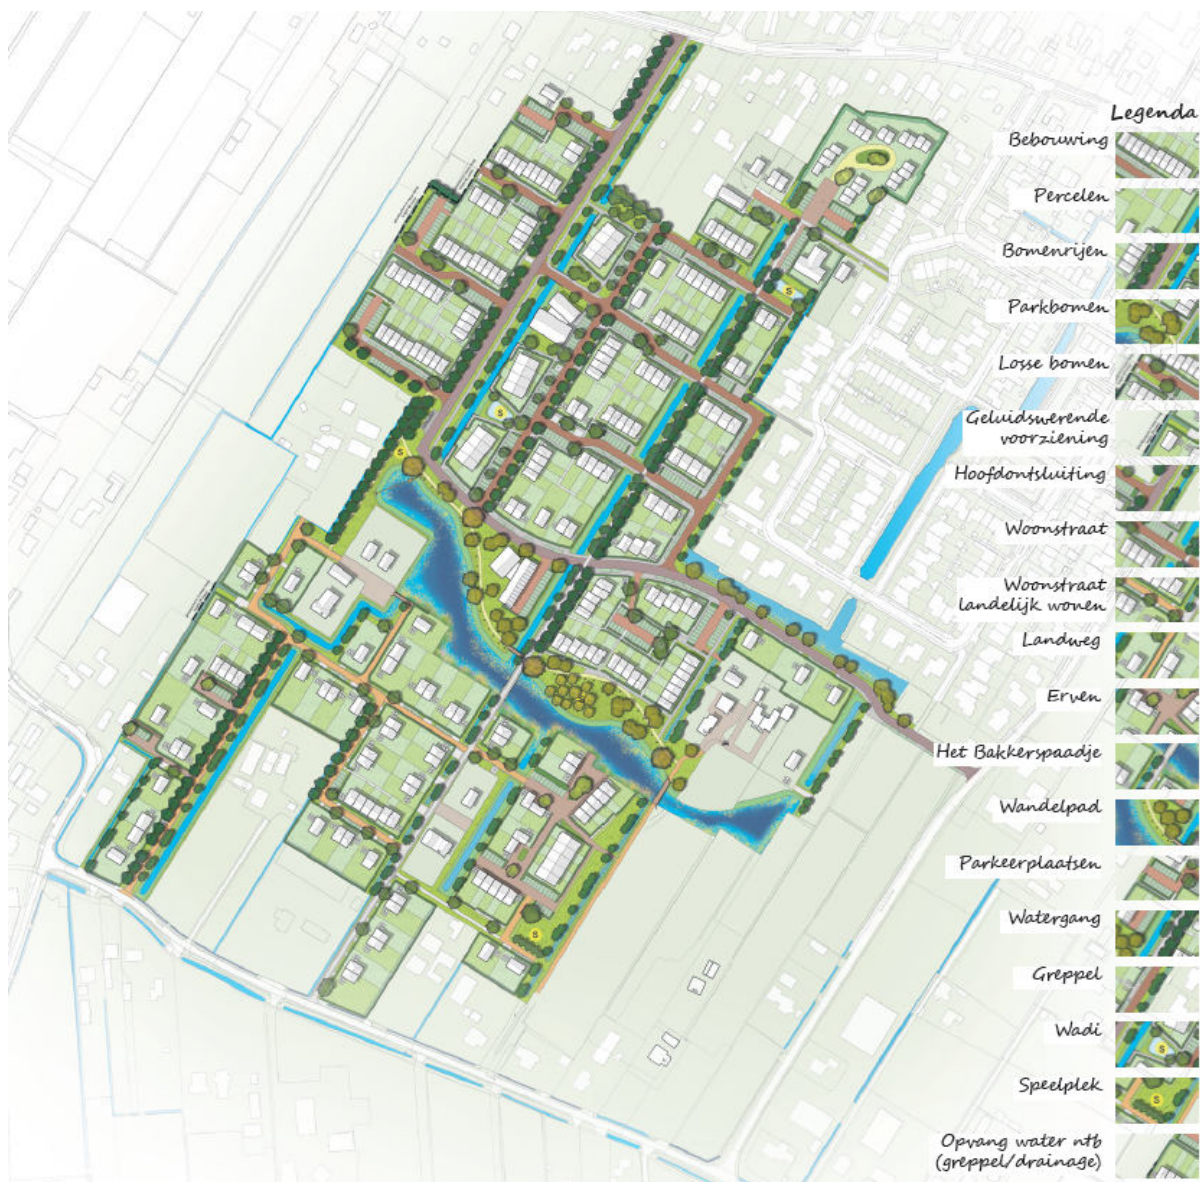 Legenda
Bebouwing
Percelen
Bomenrijen
Parkbomen
Losse bomen
Geluidswerende
voorziening
Hoofdontsluiting
Woonstraat
Woonstraat
landelijk wonen
Landweg
Erven
Het Bakkerspaadje
Wandelpad
Parkeerplaatsen
Watergang
Greppel
Wadi
Speelplek
Opvang water ntb
(greppel/drainage)
S
S
S
S
S
S